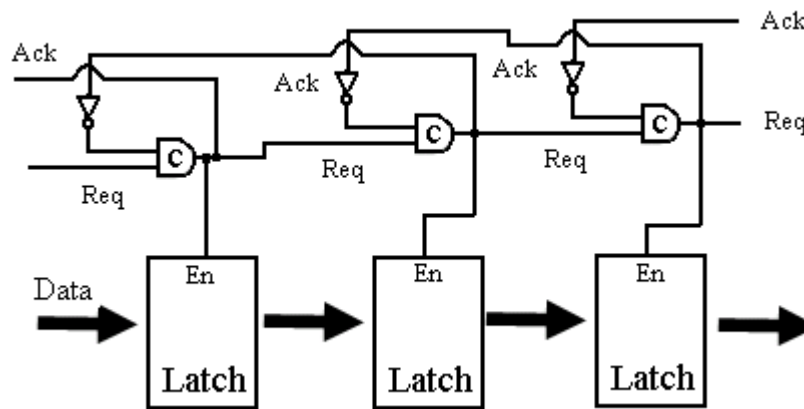 Ack
Ack
Ack
Ack
C
C
C
Req
Req
Req
Req
En
En
En
Data
Latch
Latch
Latch